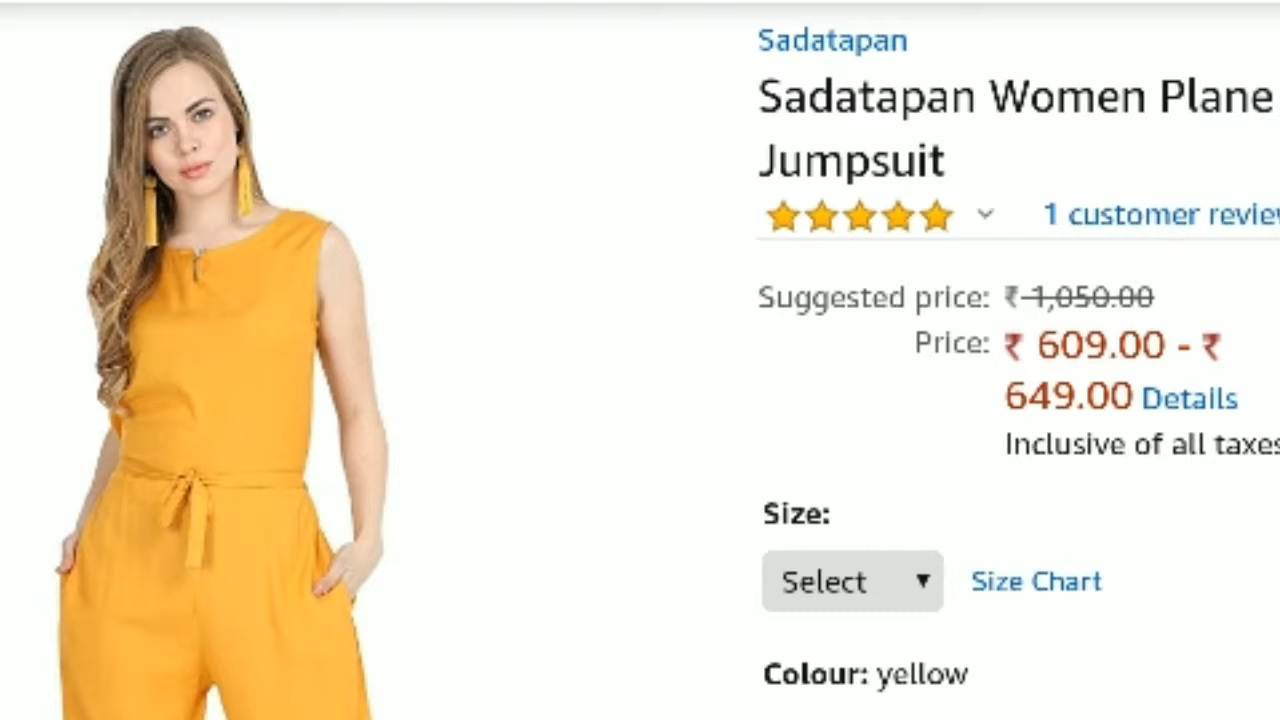 Sadatapan
Sadatapan Women Plane
Jumpsuit
1 customer review
Suggested price: ₹ 1,050.00
Price: ₹ 609.00 - ₹
649.00 Details
Inclusive of all taxes
Size:
Select
Size Chart
Colour: yellow